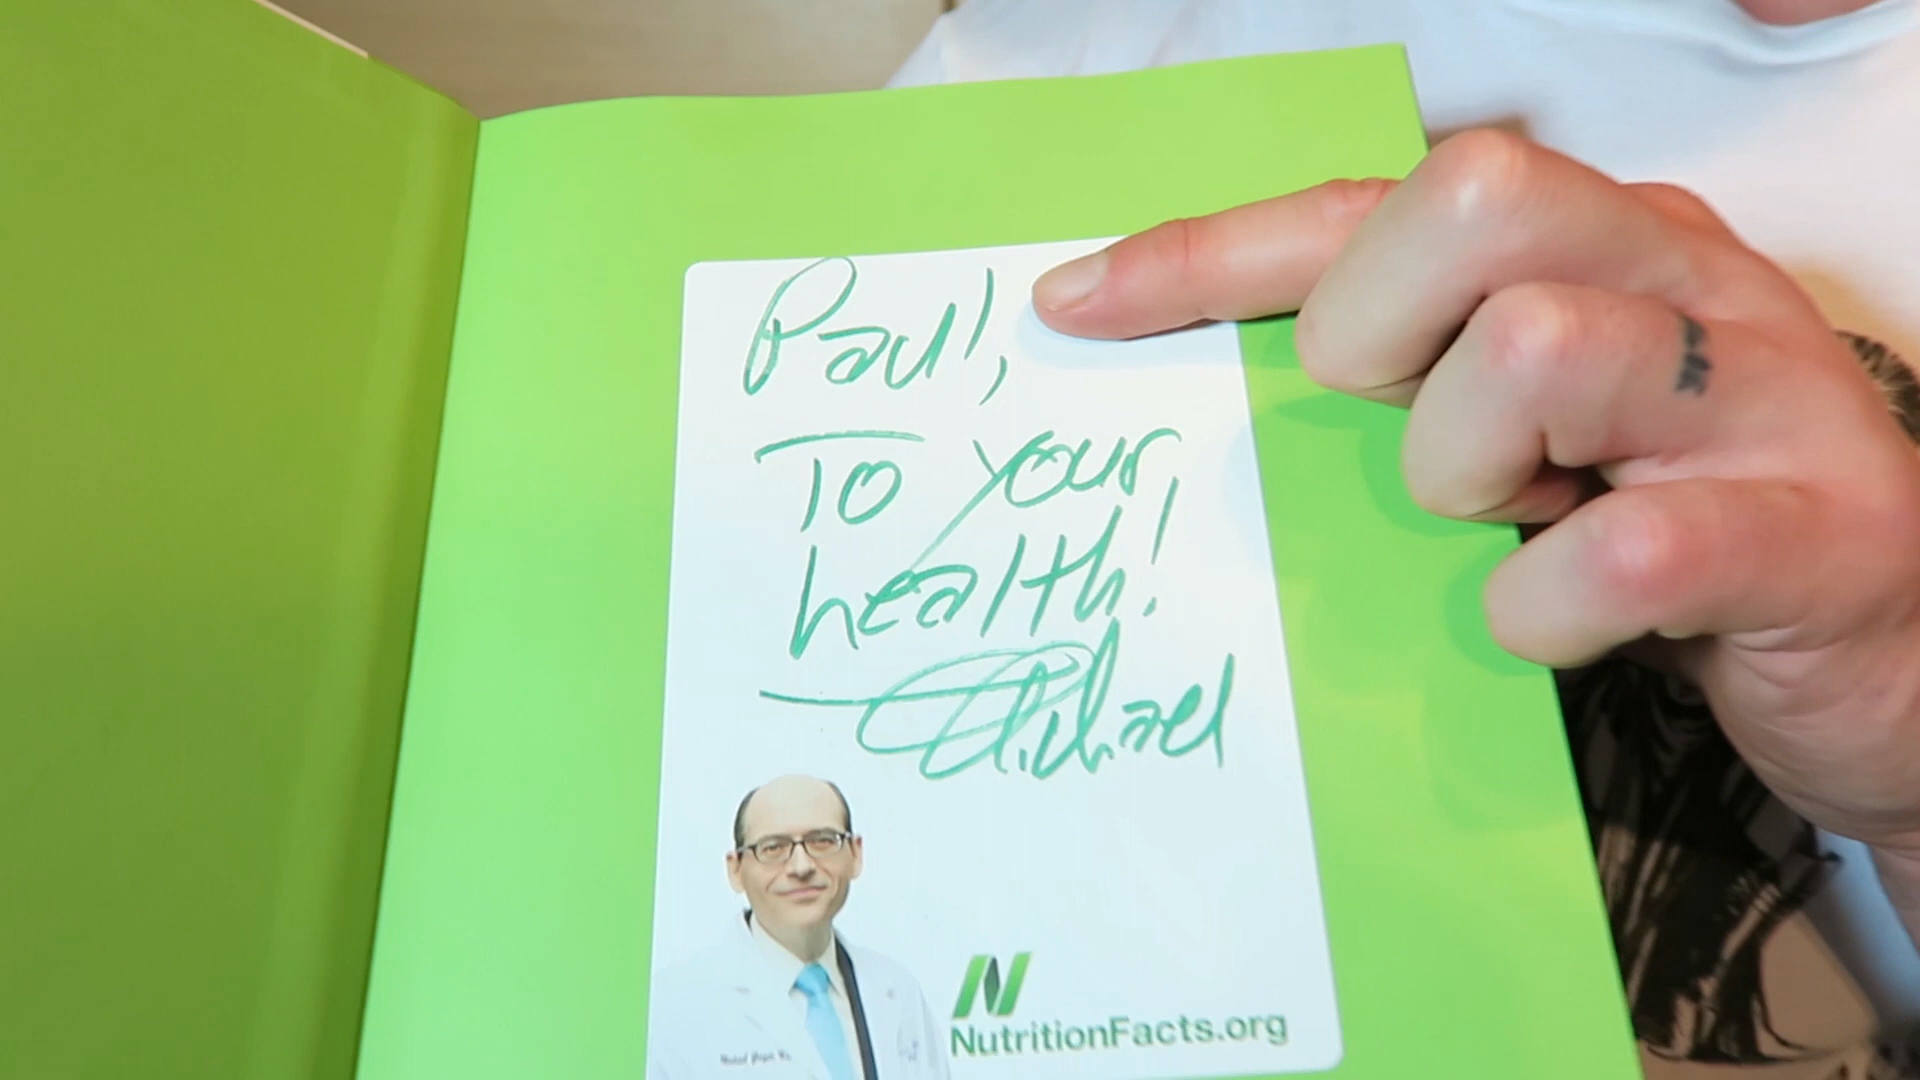 Paul,
To your
health!
Michael
NutritionFacts.org